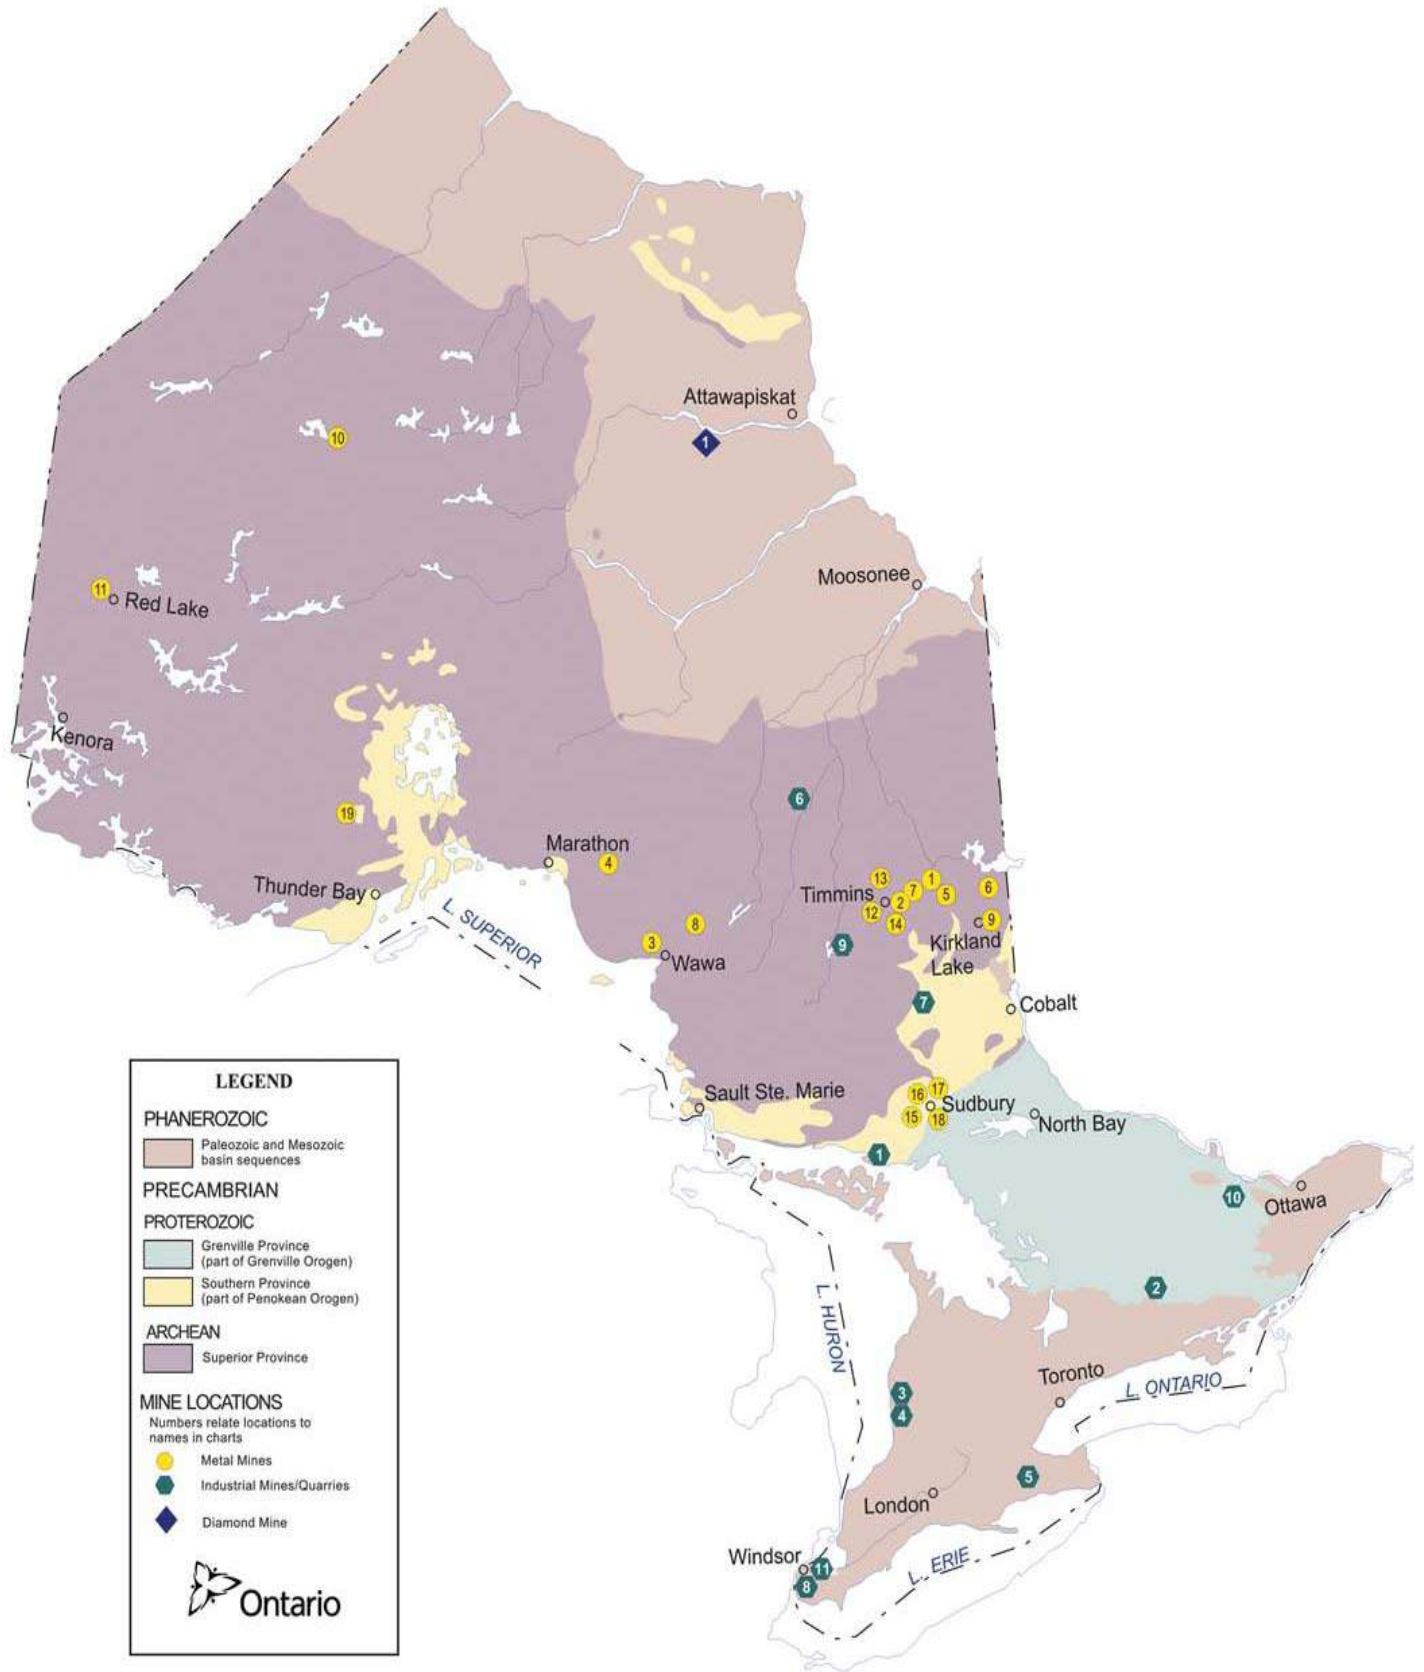 Attawapiskat
1
10
Moosonee
11
Red Lake
Kenora
6
19
Marathon
4
13
1
6
Thunder Bay
Timmins
2
7
5
12
14
9
L. SUPERIOR
8
3
Wawa
9
Kirkland
Lake
7
Cobalt
LEGEND
PHANEROZOIC
Paleozoic and Mesozoic
basin sequences
PRECAMBRIAN
PROTEROZOIC
Grenville Province
(part of Grenville Orogen)
Southern Province
(part of Penokean Orogen)
ARCHEAN
Superior Province
MINE LOCATIONS
Numbers relate locations to
names in charts
Metal Mines
Industrial Mines/Quarries
Diamond Mine
Ontario
Sault Ste. Marie
16
17
Sudbury
15
18
North Bay
1
10
Ottawa
2
L. HURON
Toronto
L. ONTARIO
3
4
5
London
Windsor
11
8
L. ERIE